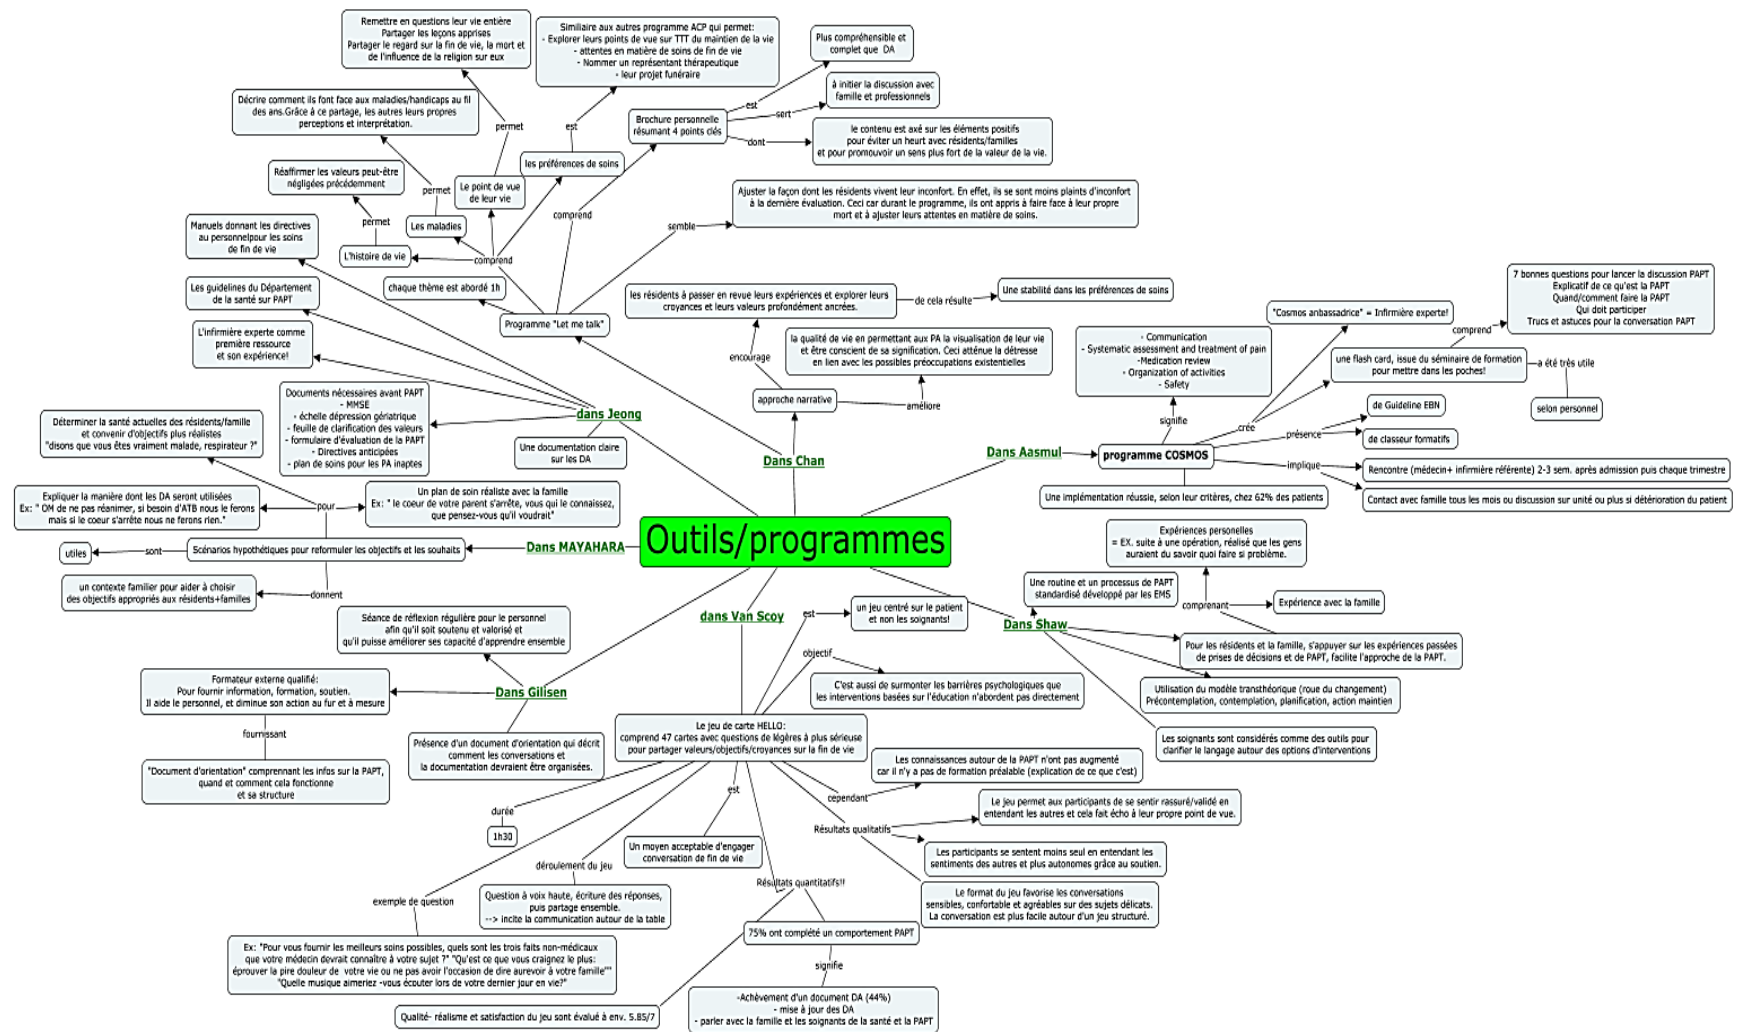 Remettre en questions leur vie entière
Partager les leçons apprises
Partager le regard sur la fin de vie, la mort et
de l'influence de la religion sur eux
Similiaire aux autres programme ACP qui permet:
- Explorer leurs points de vue sur TTT du maintien de la vie
- attentes en matière de soins de fin de vie
- Nommer un représentant thérapeutique
- leur projet funéraire
Plus compréhensible et
complet que DA
à initier la discussion avec
famille et professionnels
Décrire comment ils font face aux maladies/handicaps au fil
des ans.Grâce à ce partage, les autres leurs propres
perceptions et interprétation.
est
sert
dont
Brochure personnelle
résumant 4 points clés
le contenu est axé sur les éléments positifs
pour éviter un heurt avec résidents/familles
et pour promouvoir un sens plus fort de la valeur de la vie.
permet
est
les préférences de soins
Réaffirmer les valeurs peut-être
négligées précédemment
permet
Le point de vue
de leur vie
Ajuster la façon dont les résidents vivent leur inconfort. En effet, ils se sont moins plaints d'inconfort
à la dernière évaluation. Ceci car durant le programme, ils ont appris à faire face à leur propre
mort et à ajuster leurs attentes en matière de soins.
comprend
semble
permet
Les maladies
Manuels donnant les directives
au personnelpour les soins
de fin de vie
L'histoire de vie
comprend
chaque thème est abordé 1h
Programme "Let me talk"
Les guidelines du Département
de la santé sur PAPT
L'infirmière experte comme
première ressource
et son expérience!
les résidents à passer en revue leurs expériences et explorer leurs
croyances et leurs valeurs profondément ancrées.
de cela résulte
Une stabilité dans les préférences de soins
encourage
la qualité de vie en permettant aux PA la visualisation de leur vie
et être conscient de sa signification. Ceci atténue la détresse
en lien avec les possibles préoccupations existentielles
approche narrative
améliore
7 bonnes questions pour lancer la discussion PAPT
Explicatif de ce qu'est la PAPT
Quand/comment faire la PAPT
Qui doit participer
Trucs et astuces pour la conversation PAPT
"Cosmos anbassadrice" = Infirmière experte!
comprend
- Communication
- Systematic assessment and treatment of pain
-Medication review
- Organization of activities
- Safety
une flash card, issue du séminaire de formation
pour mettre dans les poches!
a été très utile
selon personnel
signifie
crée
présence
implique
de Guideline EBN
de classeur formatifs
Documents nécessaires avant PAPT
- MMSE
- échelle dépression gériatrique
- feuille de clarification des valeurs
- formulaire d'évaluation de la PAPT
- Directives anticipées
- plan de soins pour les PA inaptes
dans Jeong
Une documentation claire
sur les DA
Dans Chan
Dans Aasmul
programme COSMOS
Rencontre (médecin+ infirmière référente) 2-3 sem. après admission puis chaque trimestre
Contact avec famille tous les mois ou discussion sur unité ou plus si détérioration du patient
Une implémentation réussie, selon leur critères, chez 62% des patients
Déterminer la santé actuelles des résidents/famille
et convenir d'objectifs plus réalistes
"disons que vous êtes vraiment malade, respirateur ?"
Expliquer la manière dont les DA seront utilisées
Ex: " OM de ne pas réanimer, si besoin d'ATB nous le ferons
mais si le coeur s'arrête nous ne ferons rien."
pour
Un plan de soin réaliste avec la famille
Ex: " le coeur de votre parent s'arrête, vous qui le connaissez,
que pensez-vous qu'il voudrait"
utiles
sont
Scénarios hypothétiques pour reformuler les objectifs et les souhaits
Dans MAYAHARA
Outils/programmes
un contexte familier pour aider à choisir
des objectifs appropriés aux résidents+familles
donnent
Expériences personelles
= EX. suite à une opération, réalisé que les gens
auraient du savoir quoi faire si problème.
Une routine et un processus de PAPT
standardisé développé par les EMS
comprenant
Expérience avec la famille
Dans Shaw
Pour les résidents et la famille, s'appuyer sur les expériences passées
de prises de décisions et de PAPT, facilite l'approche de la PAPT.
Utilisation du modèle transthéorique (roue du changement)
Précontemplation, contemplation, planification, action maintien
Les soignants sont considérés comme des outils pour
clarifier le langage autour des options d'interventions
Séance de réflexion régulière pour le personnel
afin qu'il soit soutenu et valorisé et
qu'il puisse améliorer ses capacité d'apprendre ensemble
Formateur externe qualifié:
Pour fournir information, formation, soutien.
Il aide le personnel, et diminue son action au fur et à mesure
Dans Gilisen
fournissant
"Document d'orientation" comprennant les infos sur la PAPT,
quand et comment cela fonctionne
et sa structure
Présence d'un document d'orientation qui décrit
comment les conversations et
la documentation devraient être organisées.
dans Van Scoy
est
un jeu centré sur le patient
et non les soignants!
objectif
C'est aussi de surmonter les barrières psychologiques que
les interventions basées sur l'éducation n'abordent pas directement
Le jeu de carte HELLO:
comprend 47 cartes avec questions de légères à plus sérieuse
pour partager valeurs/objectifs/croyances sur la fin de vie
durée
1h30
est
Un moyen acceptable d'engager
conversation de fin de vie
cependant
Les connaissances autour de la PAPT n'ont pas augmenté
car il n'y a pas de formation préalable (explication de ce que c'est)
Résultats qualitatifs
Le jeu permet aux participants de se sentir rassuré/validé en
entendant les autres et cela fait écho à leur propre point de vue.
Les participants se sentent moins seul en entendant les
sentiments des autres et plus autonomes grâce au soutien.
Le format du jeu favorise les conversations
sensibles, confortable et agréables sur des sujets délicats.
La conversation est plus facile autour d'un jeu structuré.
déroulement du jeu
Question à voix haute, écriture des réponses,
puis partage ensemble.
--> incite la communication autour de la table
exemple de question
Ex: "Pour vous fournir les meilleurs soins possibles, quels sont les trois faits non-médicaux
que votre médecin devrait connaître à votre sujet ?" "Qu'est ce que vous craignez le plus:
éprouver la pire douleur de votre vie ou ne pas avoir l'occasion de dire aurevoir à votre famille""
"Quelle musique aimeriez -vous écouter lors de votre dernier jour en vie?"
Résultats quantitatifs!!
75% ont complété un comportement PAPT
signifie
-Achèvement d'un document DA (44%)
- mise à jour des DA
- parler avec la famille et les soignants de la santé et la PAPT
Qualité- réalisme et satisfaction du jeu sont évalué à env. 5.85/7